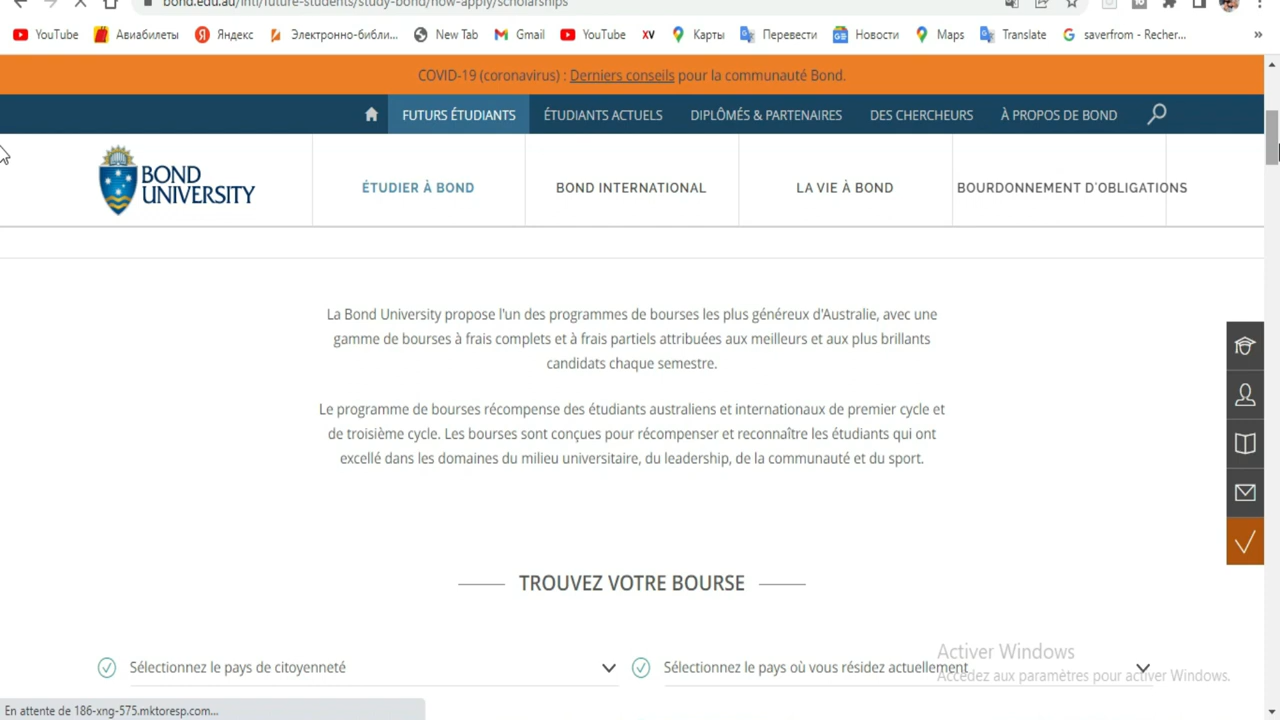 bond.edu.au/intl/future-students/study-bond/how-apply/scholarships
YouTube
Авиабилеты
Яндекс
Электронно-библи...
New Tab
Gmail
YouTube
XV
Карты
Перевести
Новости
Maps
Translate
saverfrom - Recher...
»
COVID-19 (coronavirus) : Derniers conseils pour la communauté Bond.
FUTURS ÉTUDIANTS
ÉTUDIANTS ACTUELS
DIPLÔMÉS & PARTENAIRES
DES CHERCHEURS
À PROPOS DE BOND
BOND
UNIVERSITY
ÉTUDIER À BOND
BOND INTERNATIONAL
LA VIE À BOND
BOURDONNEMENT D'OBLIGATIONS
La Bond University propose l'un des programmes de bourses les plus généreux d'Australie, avec une
gamme de bourses à frais complets et à frais partiels attribuées aux meilleurs et aux plus brillants
candidats chaque semestre.
Le programme de bourses récompense des étudiants australiens et internationaux de premier cycle et
de troisième cycle. Les bourses sont conçues pour récompenser et reconnaître les étudiants qui ont
excellé dans les domaines du milieu universitaire, du leadership, de la communauté et du sport.
TROUVEZ VOTRE BOURSE
Sélectionnez le pays de citoyenneté
Sélectionnez le pays où vous résidez actuellement
Activer Windows
Accédez aux paramètres pour activer Windows.
En attente de 186-xng-575.mktoresp.com...